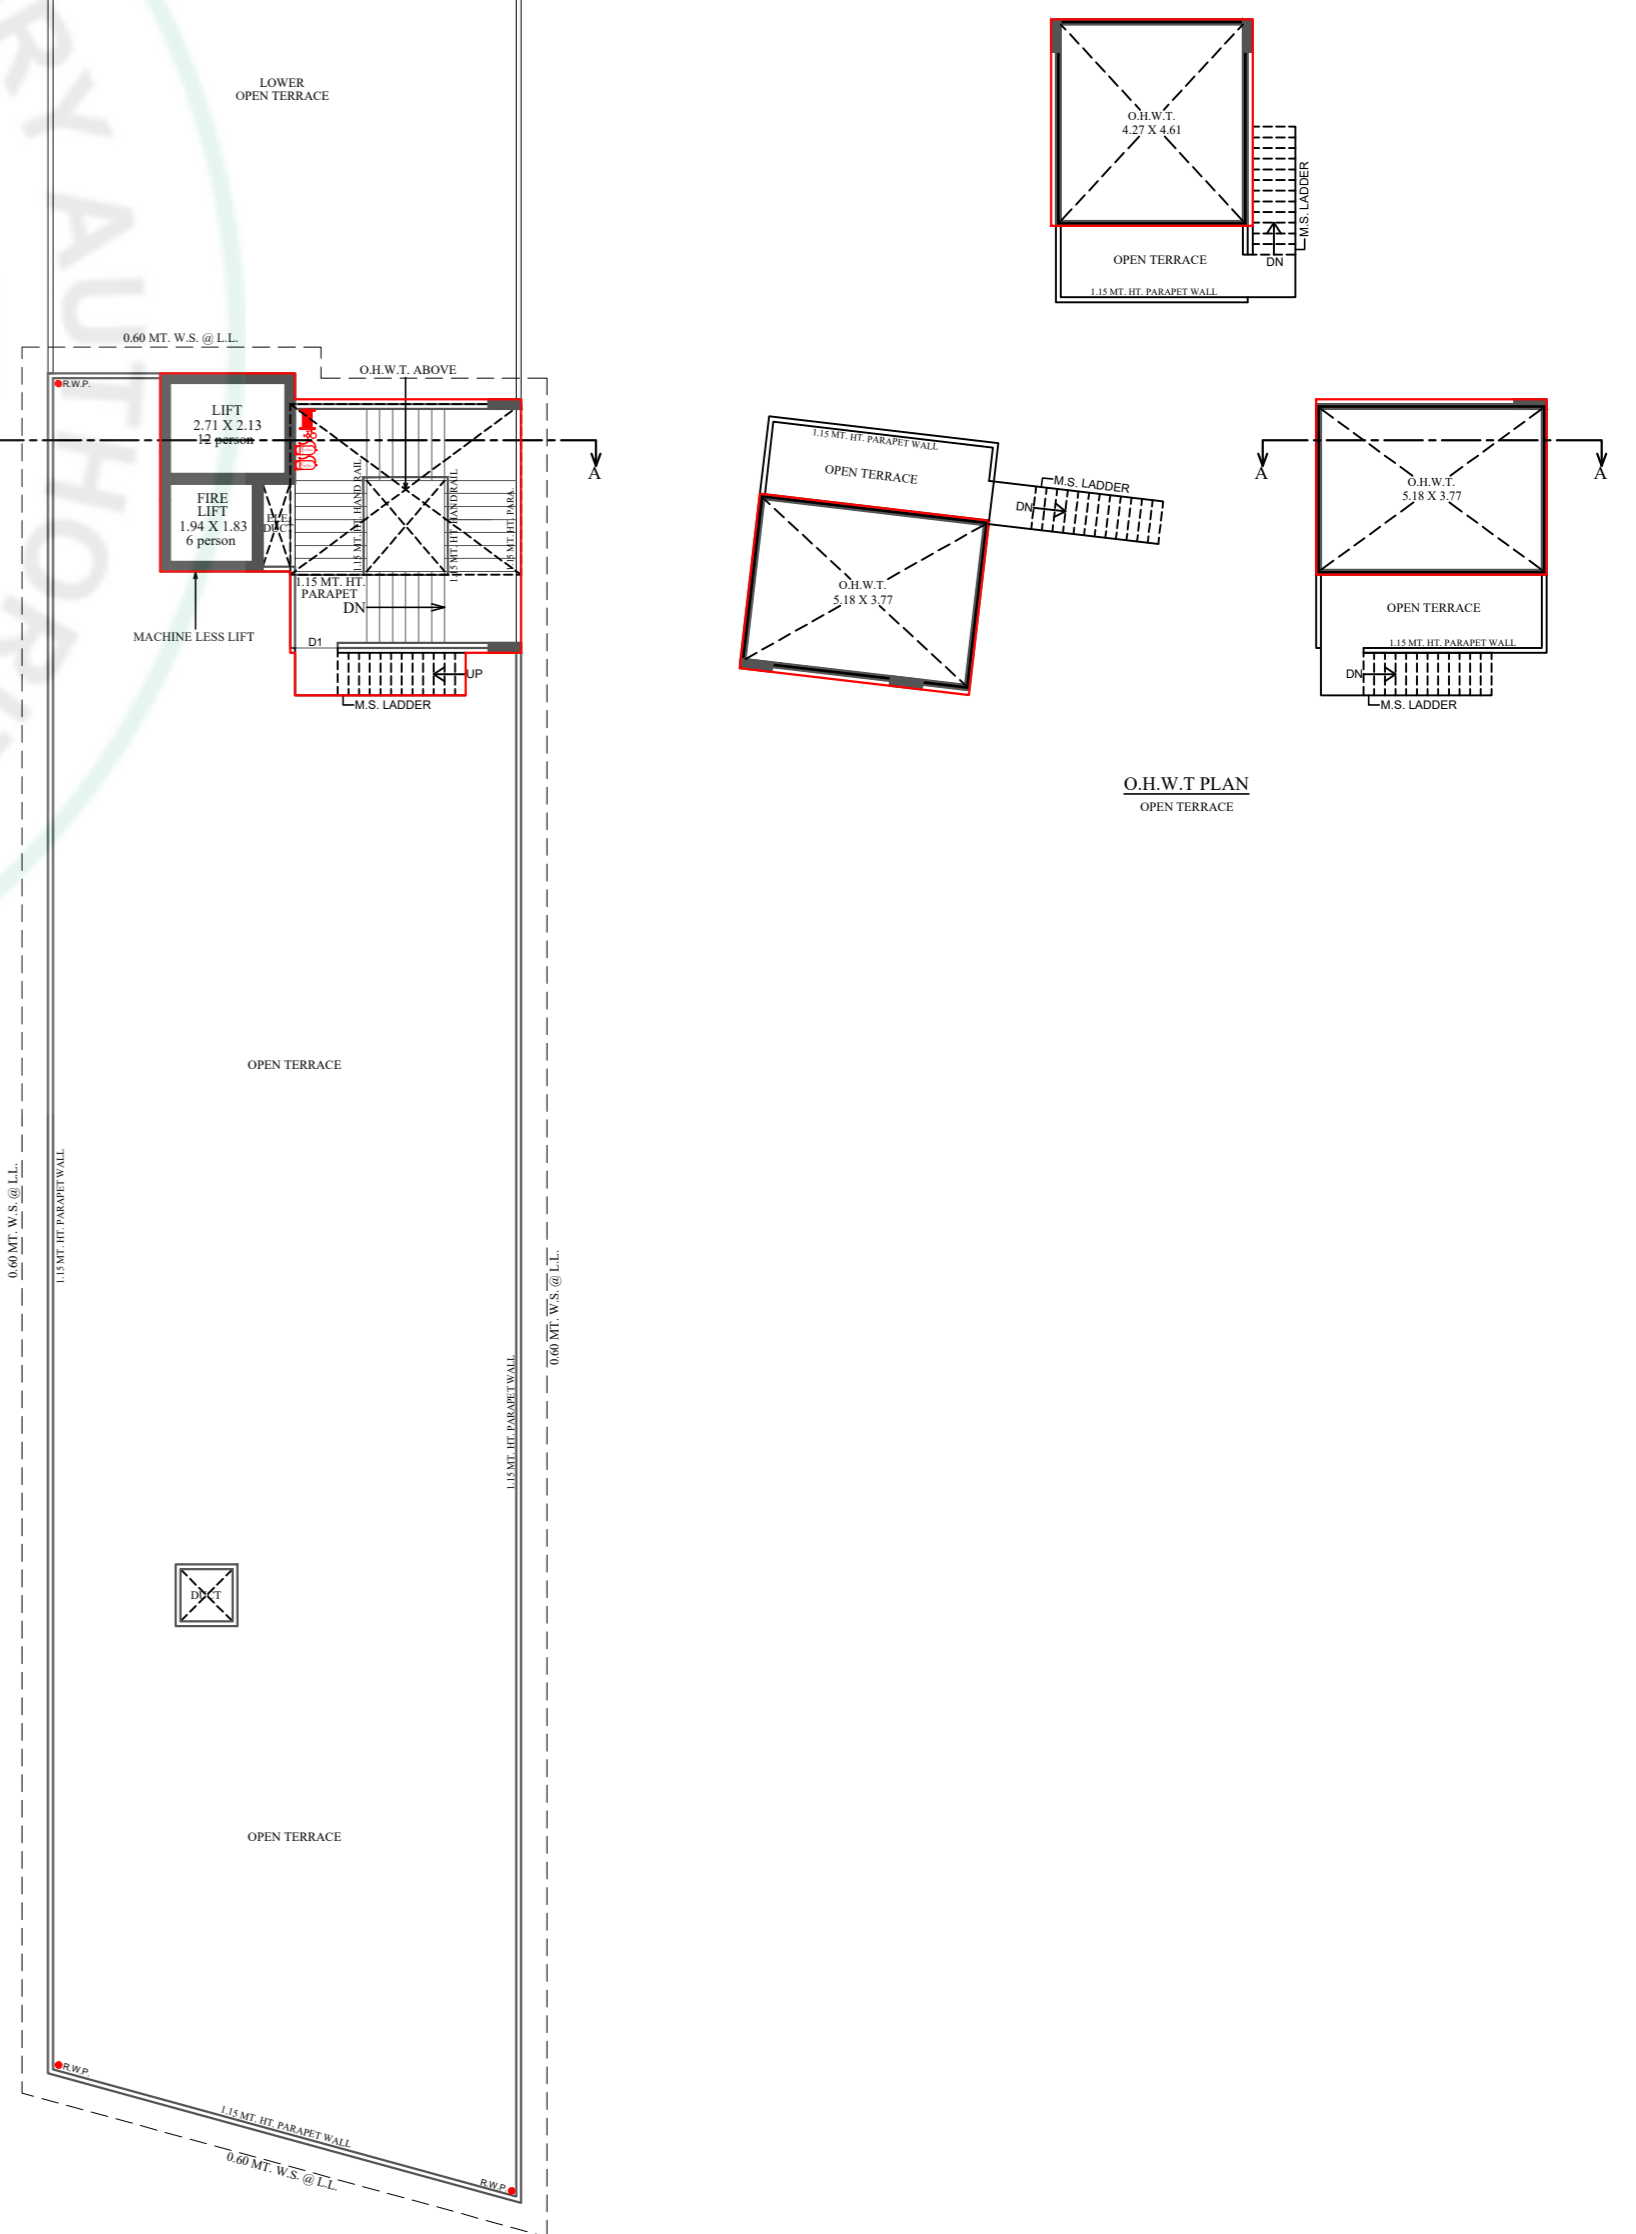 RY AUTHORI
LOWER
OPEN TERRACE
0.60 MT. W.S. @ L.L.
R.W.P.
O.H.W.T. ABOVE
LIFT
2.71 X 2.13
12 person
FIRE
LIFT
1.94 X 1.83
6 person
ELE.
DUCT
1.15 MT. HT. HAND RAIL
1.15 MT. HT. HANDRAIL
1.15 MT. HT. PARA.
1.15 MT. HT.
PARAPET
DN
MACHINE LESS LIFT
D1
UP
M.S. LADDER
A
OPEN TERRACE
0.60 MT. W.S. @ L.L.
1.15 MT. HT. PARAPET WALL
0.60 MT. W.S. @ L.L.
1.15 MT. HT. PARAPET WALL
DUCT
OPEN TERRACE
R.W.P.
1.15 MT. HT. PARAPET WALL
0.60 MT. W.S. @ L.L.
R.W.P.
O.H.W.T.
4.27 X 4.61
M.S. LADDER
DN
OPEN TERRACE
1.15 MT. HT. PARAPET WALL
1.15 MT. HT. PARAPET WALL
OPEN TERRACE
M.S. LADDER
DN
O.H.W.T.
5.18 X 3.77
A
A
O.H.W.T.
5.18 X 3.77
OPEN TERRACE
1.15 MT. HT. PARAPET WALL
DN
M.S. LADDER
O.H.W.T PLAN
OPEN TERRACE